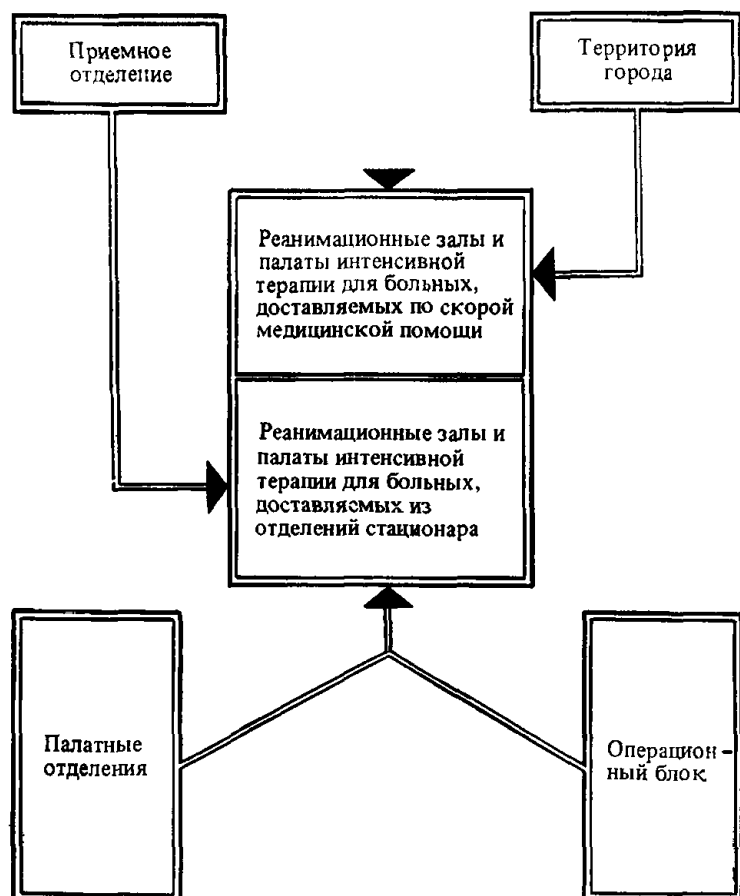 Приемное
отделение
Территория
города
Реанимационные залы и
палаты интенсивной
терапии для больных,
доставляемых по скорой
медицинской помощи
Реанимационные залы и
палаты интенсивной
терапии для больных,
доставляемых из
отделений стационара
Палатные
отделения
Операцион-
ный блок